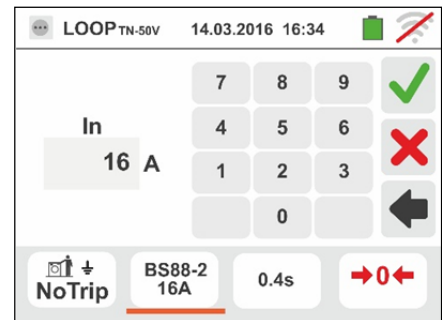 LOOP TN-50V 14.03.2016 16:34
7 8 9
In
4 5 6
16 A
1 2 3
0
NoTrip
BS88-2
16A
0.4s
0